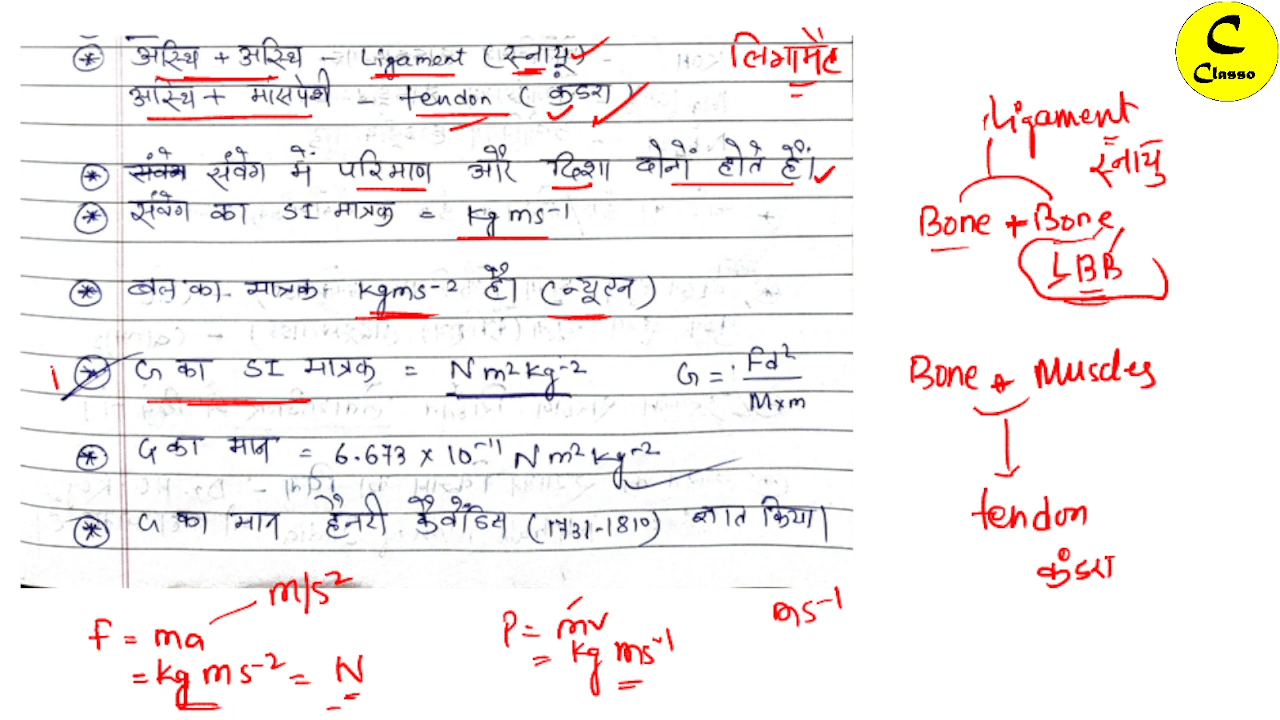 C
Classo
अस्थि + अस्थि - Ligament (स्नायू)
लिगामेंट
अस्थि + मांसपेशी - tendon (कंडरा)
संवेग में परिमाण और दिशा दोनों होते हैं।
संवेग का SI मात्रक = kg ms-1
बल का मात्रक kgms-2 है। (न्यूटन)
i
G का SI मात्रक = N m2 kg-2
G = Fd2 / M×m
G का मान = 6.673 × 10-11 N m2 kg-2
G का मान हेनरी कैवेंडिस (1731-1810) ज्ञात किया।
F = ma
m/s2
= kg m s-2 = N
P = mv
= kg ms-1
ms-1
Ligament
स्नायु
Bone + Bone
LBB
Bone + Muscles
tendon
कंडरा